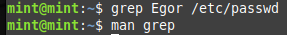 mint@mint:~$ grep Egor /etc/passwd
mint@mint:~$ man grep